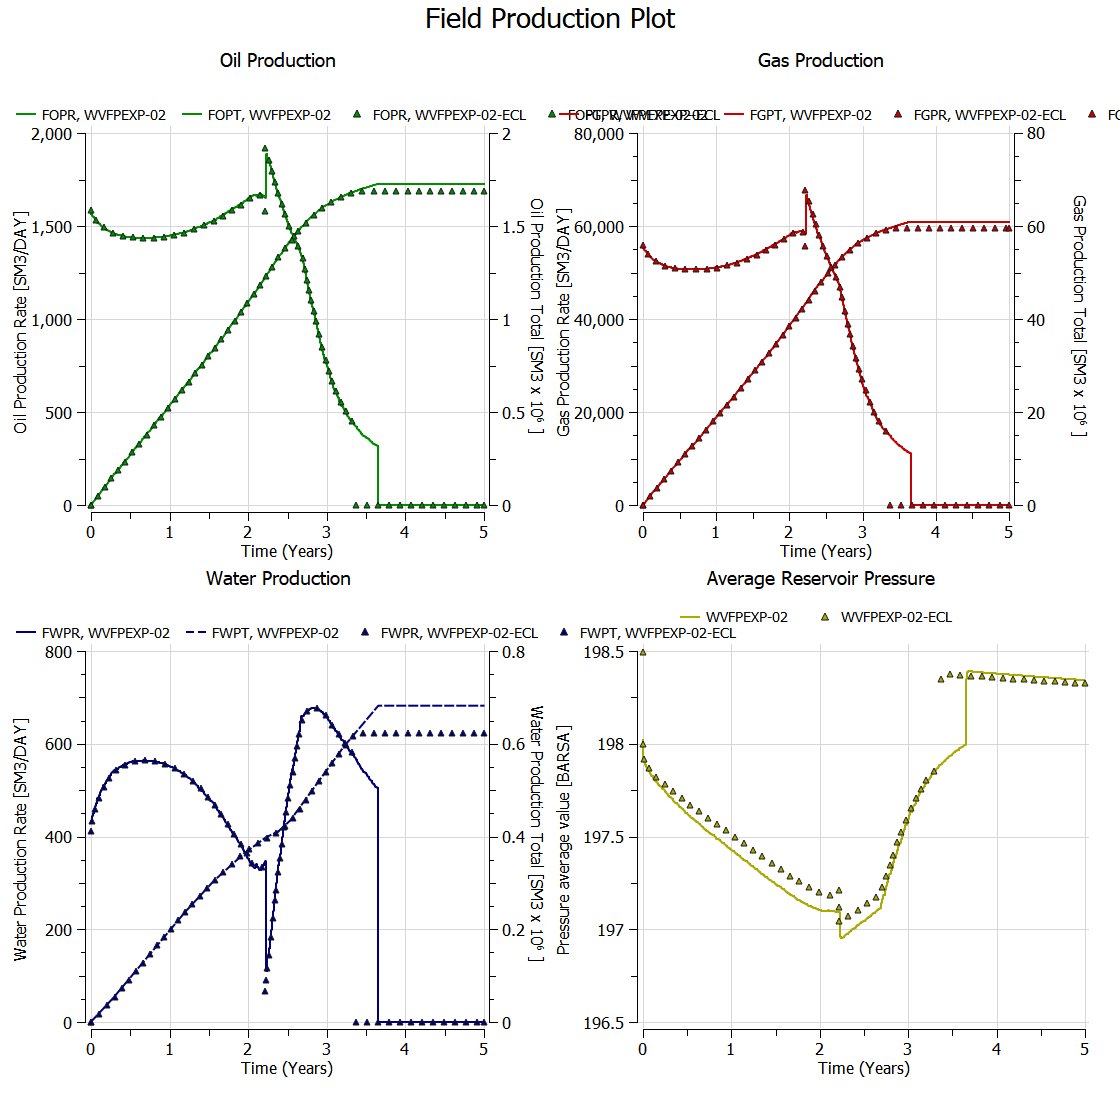 Field Production Plot
Oil Production
FOPR, WVFPEXP-02 FOPT, WVFPEXP-02 FOPR, WVFPEXP-02-ECL
2,000
1,500
1,000
500
0
Oil Production Rate [SM3/DAY]
2
1.5
1
0.5
0
Oil Production Total [SM3 x 10⁶ ]
0 1 2 3 4 5
Time (Years)
Gas Production
FGPT, WVFPEXP-02 FGPR, WVFPEXP-02-ECL
80,000
60,000
40,000
20,000
0
Gas Production Rate [SM3/DAY]
80
60
40
20
0
Gas Production Total [SM3 x 10⁶ ]
0 1 2 3 4 5
Time (Years)
Water Production
FWPR, WVFPEXP-02 FWPT, WVFPEXP-02 FWPR, WVFPEXP-02-ECL FWPT, WVFPEXP-02-ECL
800
600
400
200
0
Water Production Rate [SM3/DAY]
0.8
0.6
0.4
0.2
0
Water Production Total [SM3 x 10⁶ ]
0 1 2 3 4 5
Time (Years)
Average Reservoir Pressure
WVFPEXP-02 WVFPEXP-02-ECL
198.5
198
197.5
197
196.5
Pressure average value [BARSA]
0 1 2 3 4 5
Time (Years)